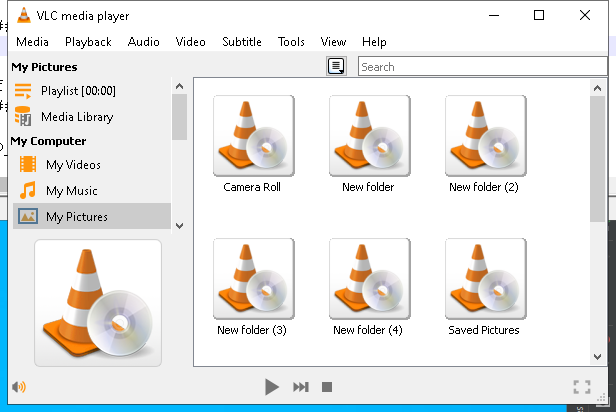 VLC media player
Media Playback Audio Video Subtitle Tools View Help
My Pictures
Playlist [00:00]
Media Library
My Computer
My Videos
My Music
My Pictures
Search
Camera Roll New folder New folder (2)
New folder (3) New folder (4) Saved Pictures